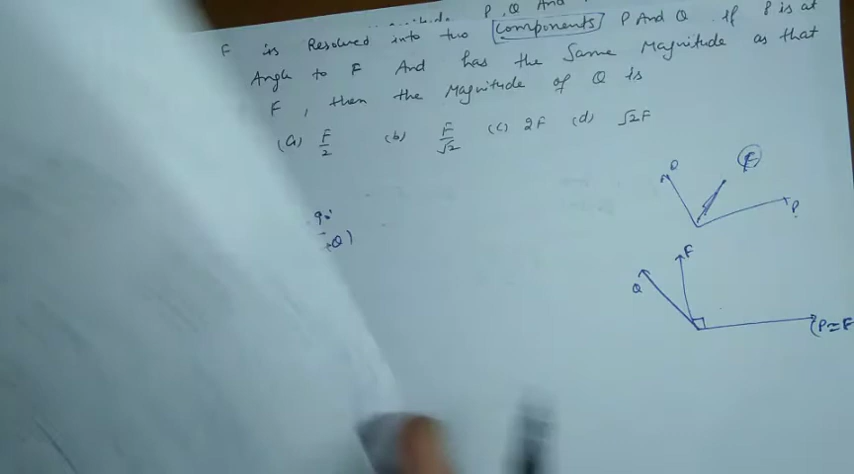 P, Q And
F is Resolved into two components P And Q If P is at
Angle to F And has the Same Magnitude as that
F, then the Magnitude of Q is
(a) F/2 (b) F/√2 (c) 2F (d) √2F
Q F P
90°
+Q)
F
Q
(P=F